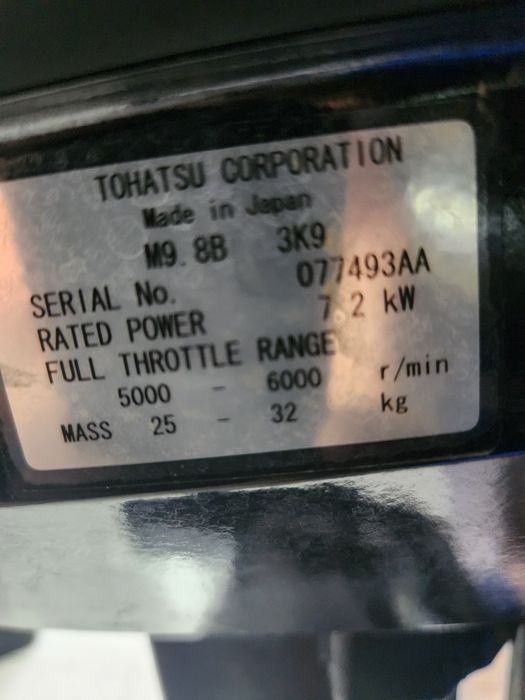 TOHATSU CORPORATION
Made in Japan
M9.8B 3K9
SERIAL No. 077493AA
RATED POWER 7.2 kW
FULL THROTTLE RANGE
5000 - 6000 r/min
MASS 25 - 32 kg